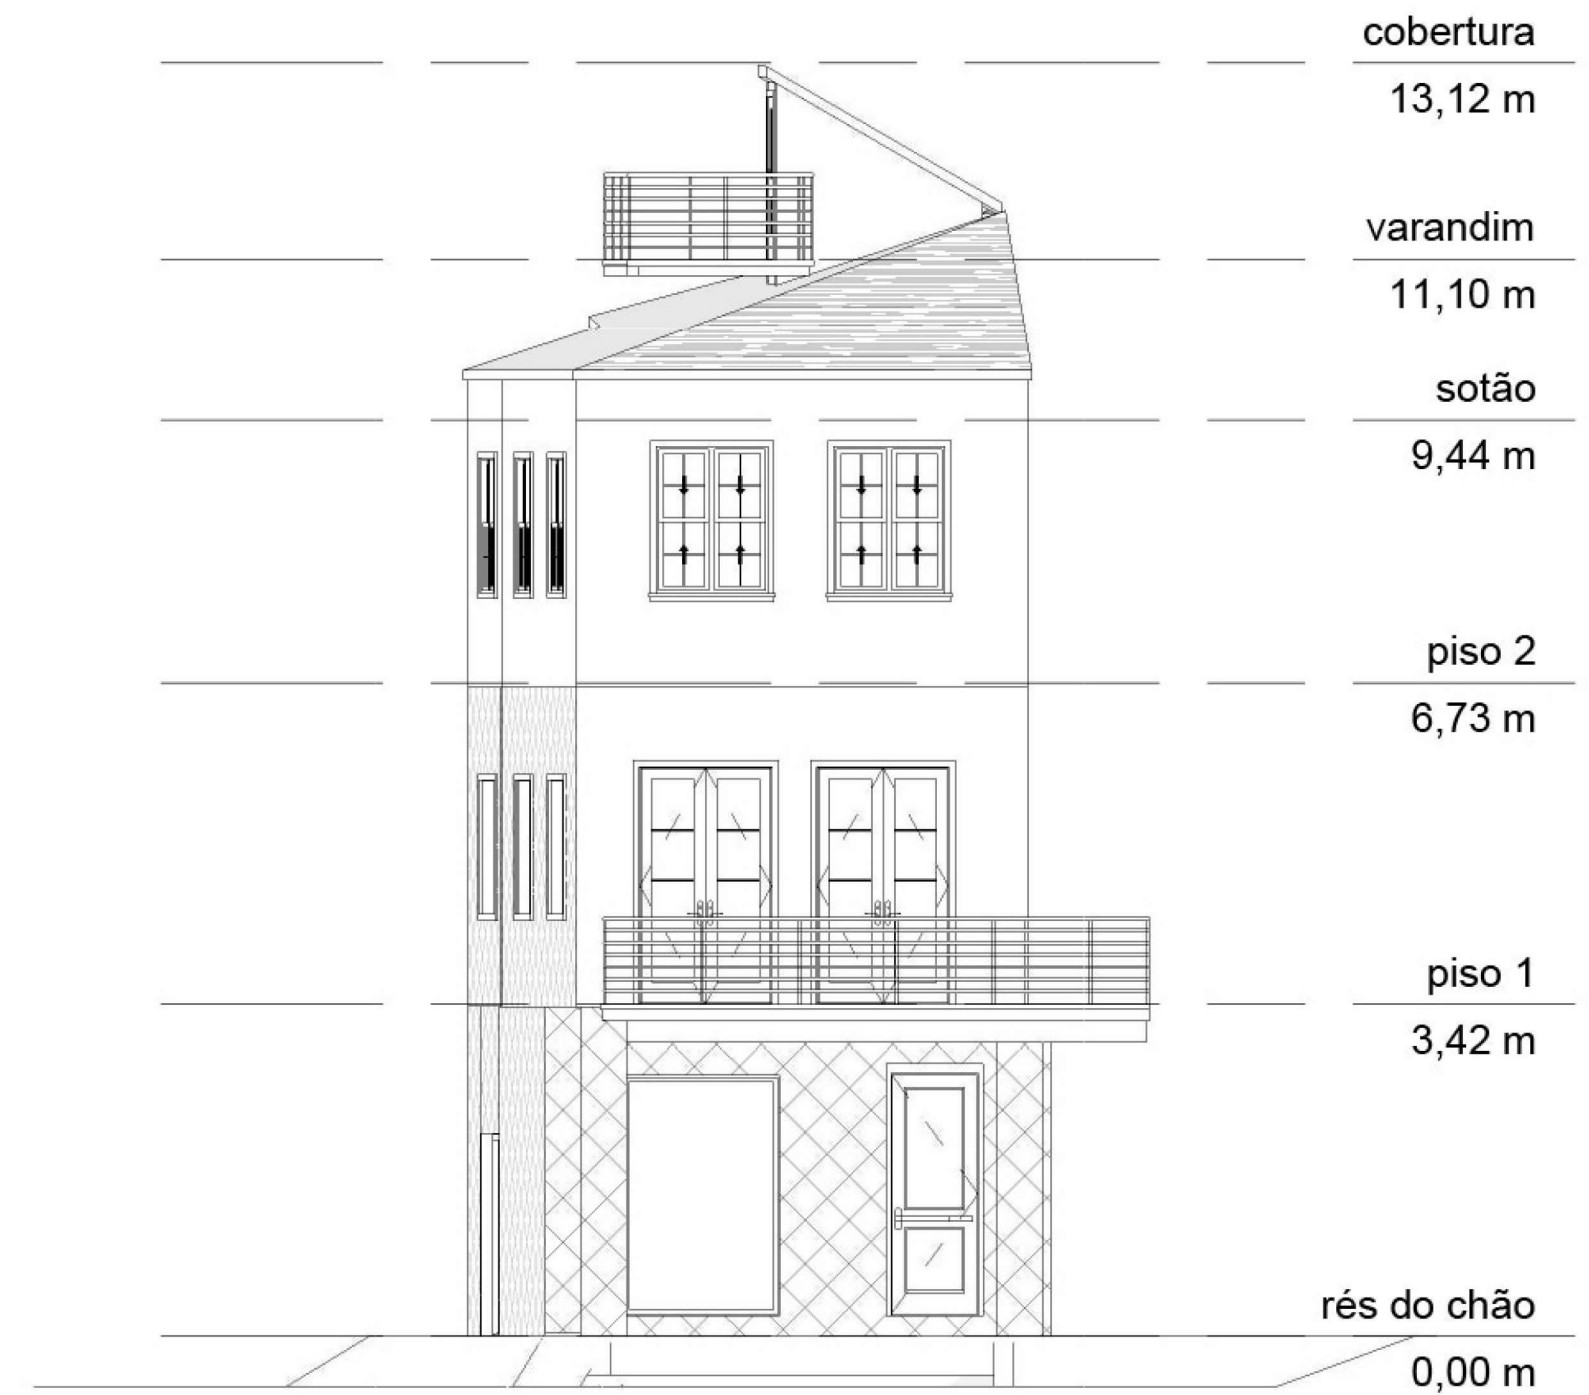 cobertura
13,12 m
varandim
11,10 m
sotão
9,44 m
piso 2
6,73 m
piso 1
3,42 m
rés do chão
0,00 m